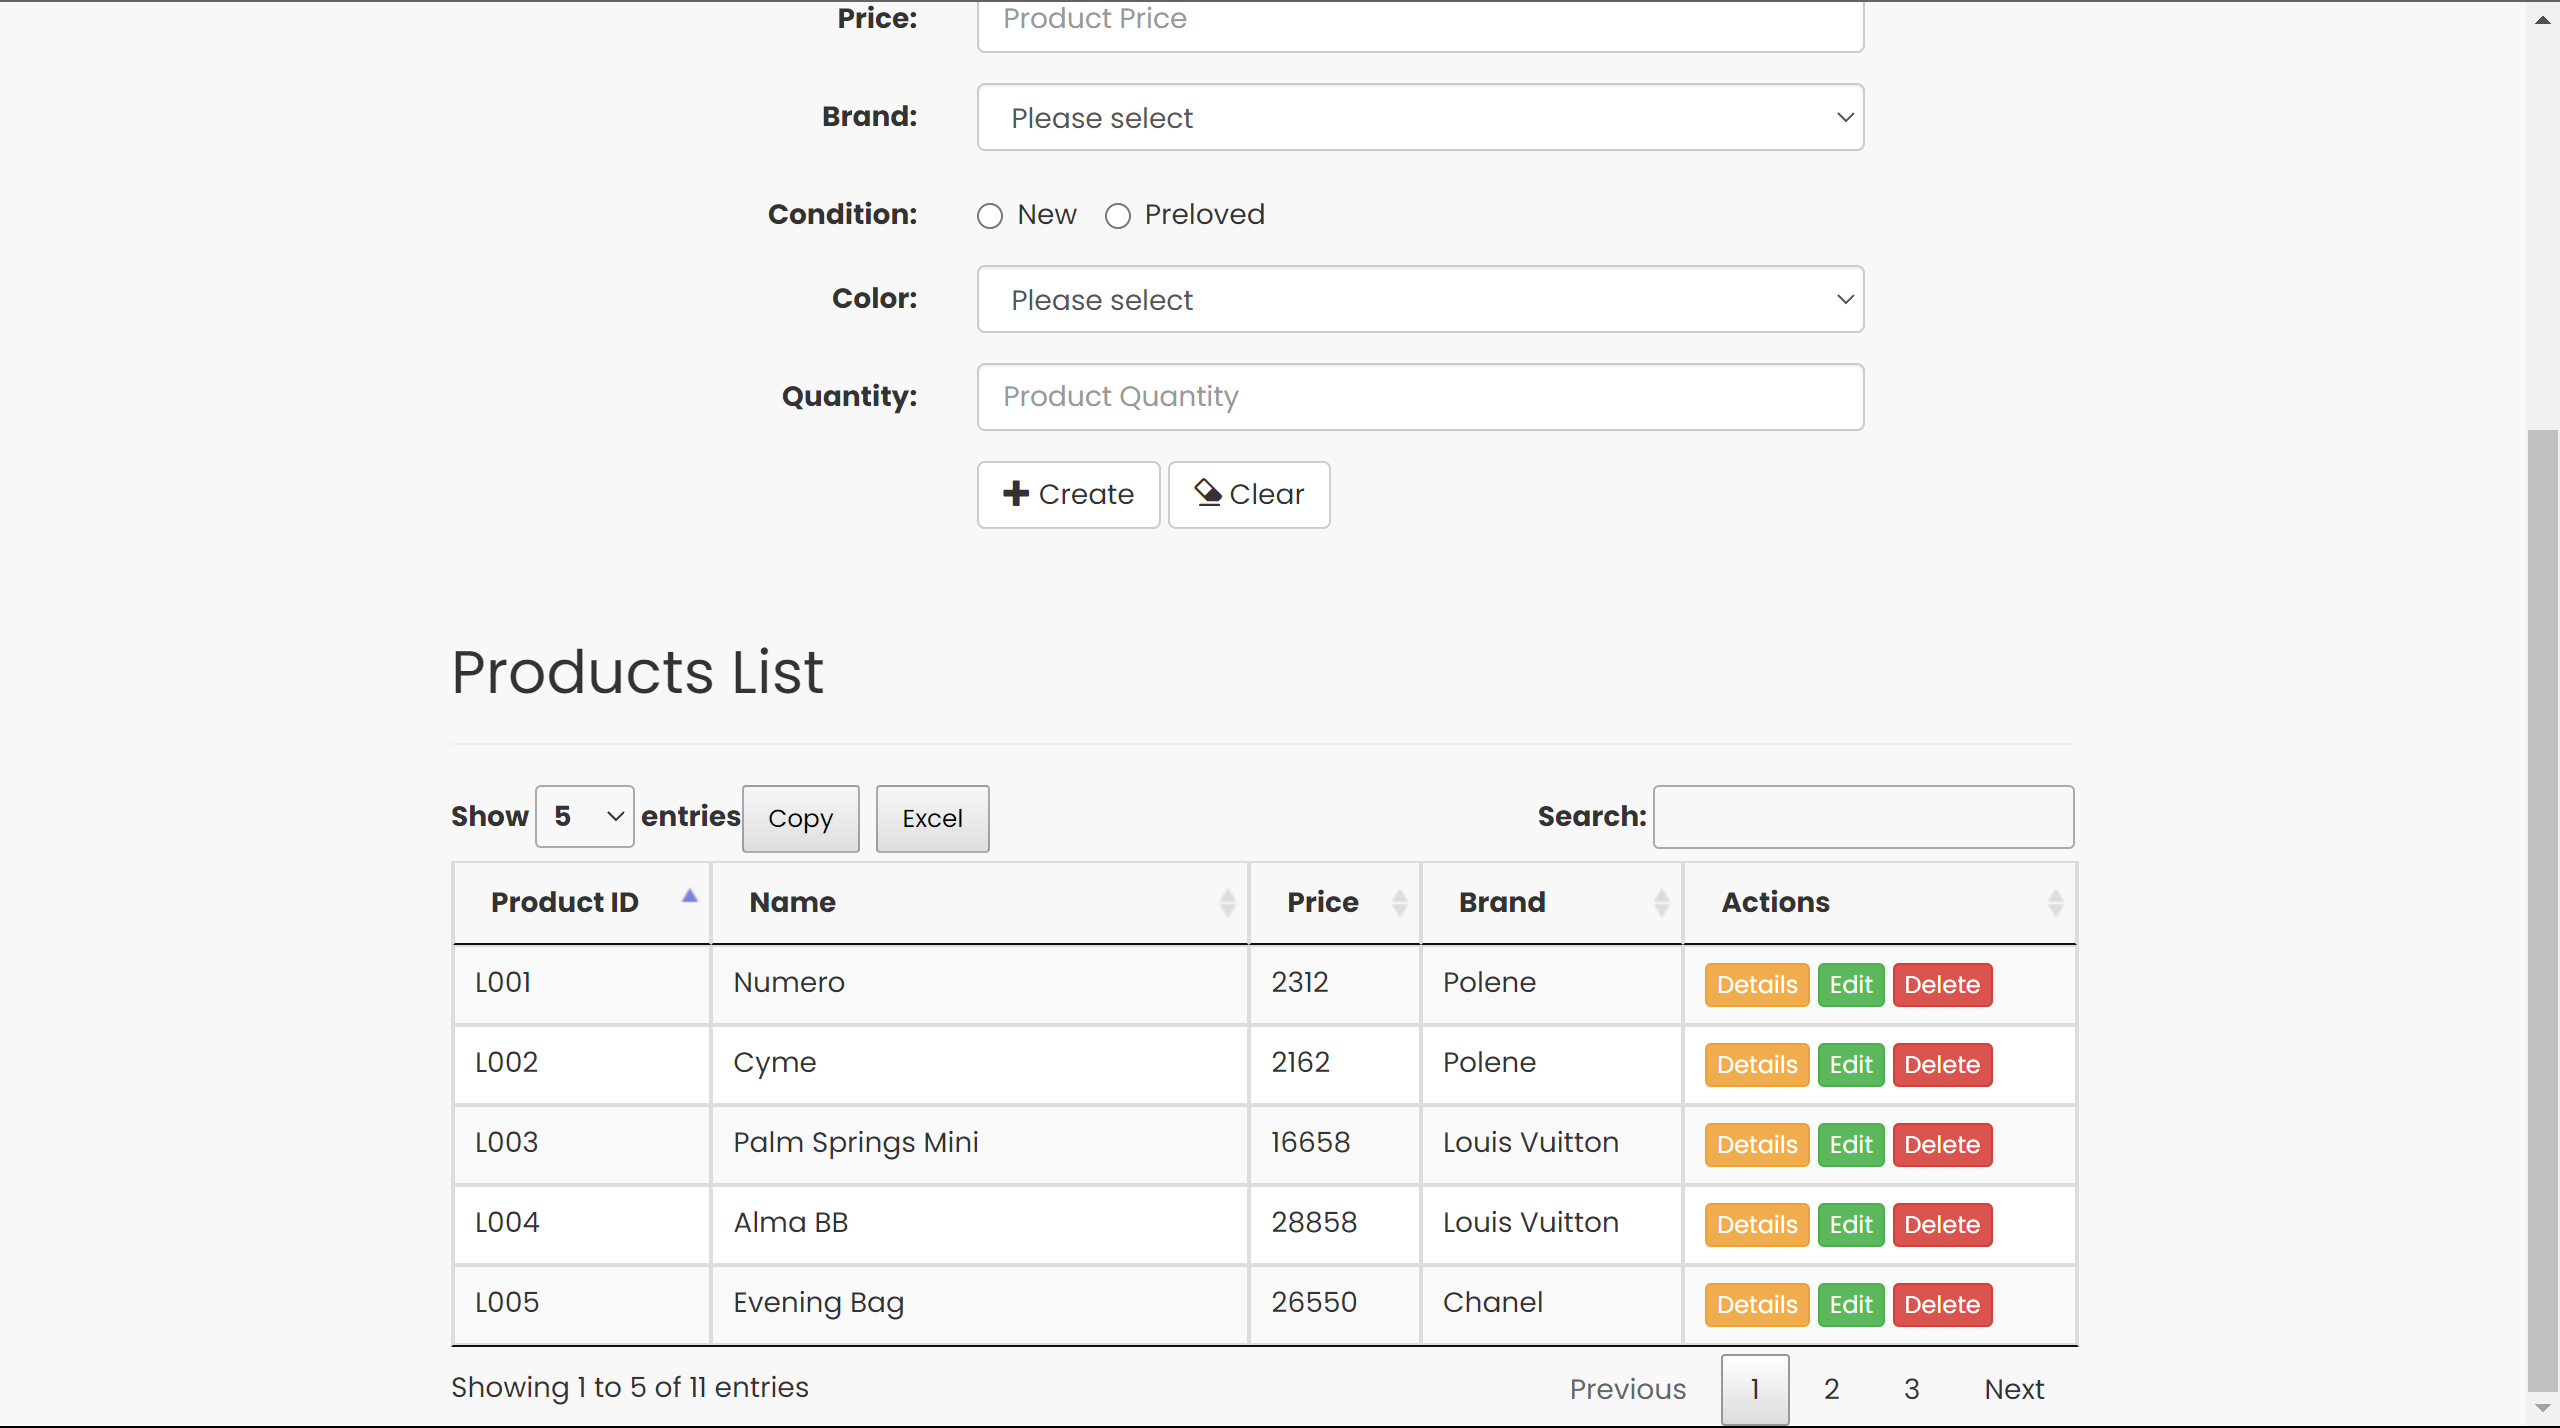 Price: Product Price
Brand: Please select
Condition: New Preloved
Color: Please select
Quantity: Product Quantity
Create Clear
Products List
Show 5 entries Copy Excel Search:
Product ID Name Price Brand Actions
L001 Numero 2312 Polene Details Edit Delete
L002 Cyme 2162 Polene Details Edit Delete
L003 Palm Springs Mini 16658 Louis Vuitton Details Edit Delete
L004 Alma BB 28858 Louis Vuitton Details Edit Delete
L005 Evening Bag 26550 Chanel Details Edit Delete
Showing 1 to 5 of 11 entries Previous 1 2 3 Next